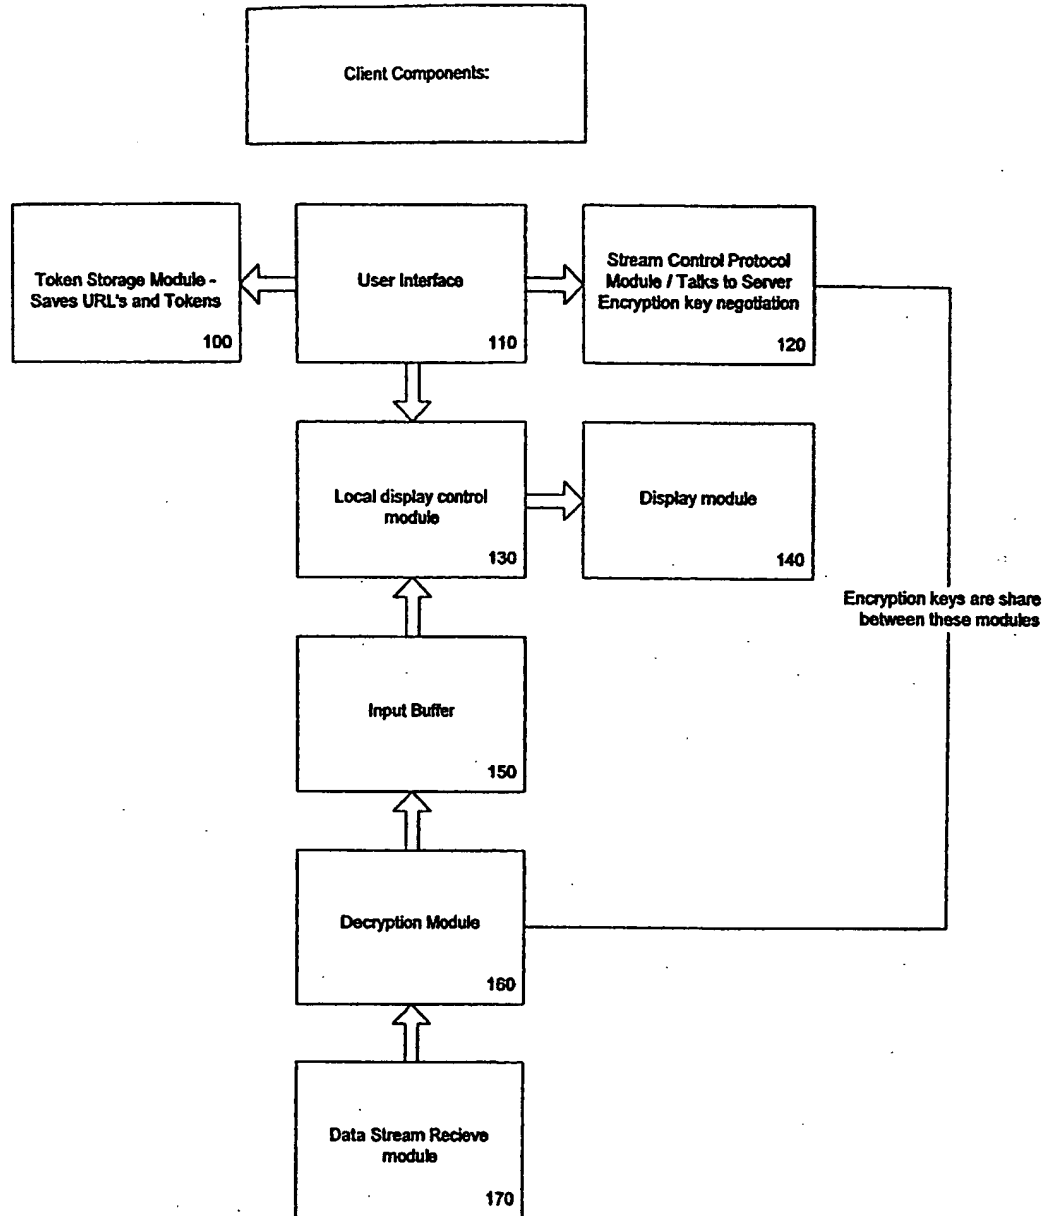 Client Components:
Token Storage Module -
Saves URL's and Tokens
100
User Interface
110
Stream Control Protocol
Module / Talks to Server
Encryption key negotiation
120
Local display control
module
130
Display module
140
Encryption keys are share
between these modules
Input Buffer
150
Decryption Module
160
Data Stream Recieve
module
170